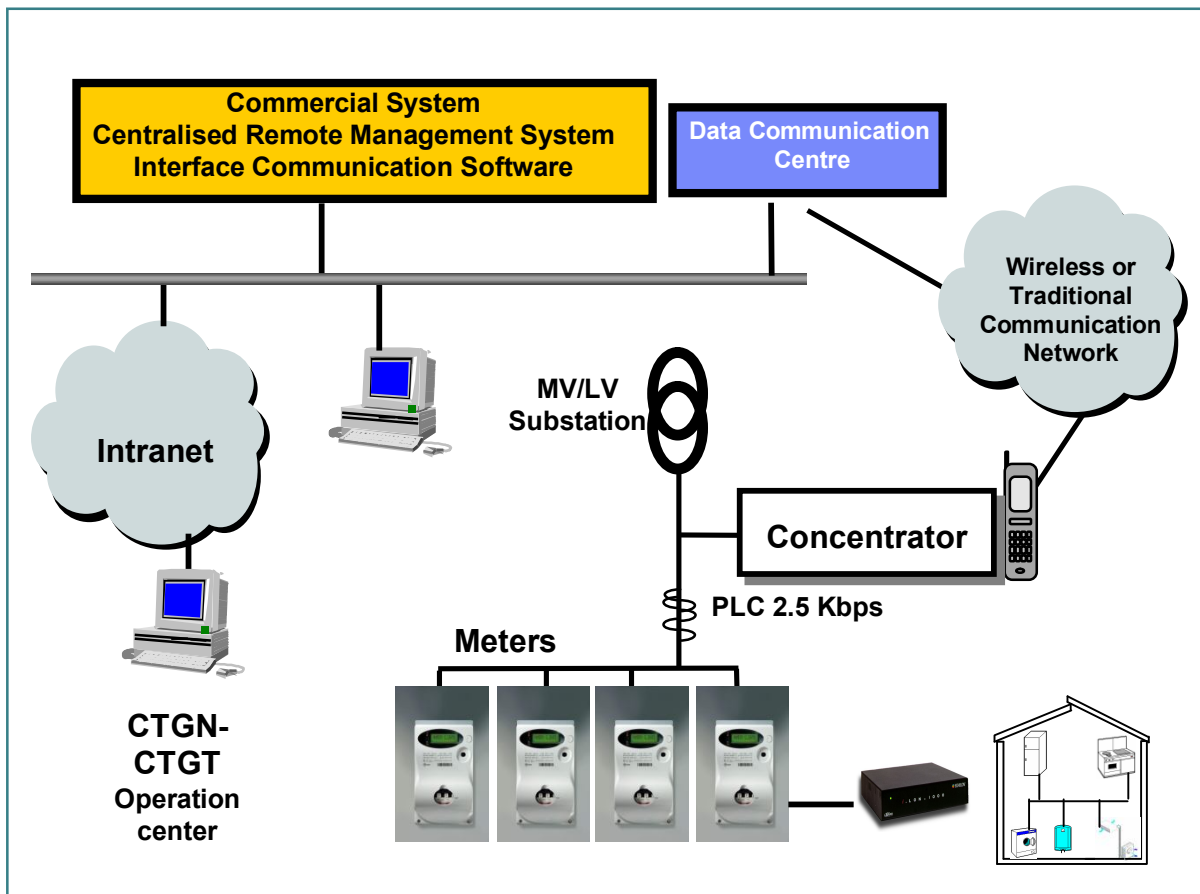 Commercial System
Centralised Remote Management System
Interface Communication Software
Data Communication
Centre
Wireless or
Traditional
Communication
Network
Intranet
MV/LV
Substation
Concentrator
PLC 2.5 Kbps
Meters
CTGN-
CTGT
Operation
center